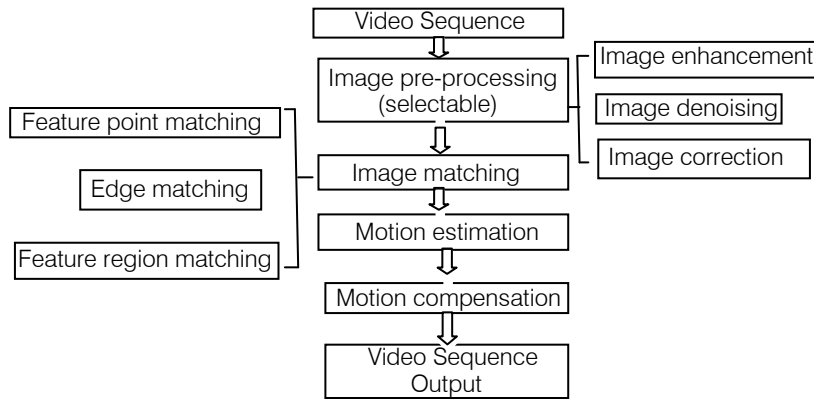 Video Sequence
Image pre-processing
(selectable)
Image enhancement
Image denoising
Image correction
Feature point matching
Edge matching
Feature region matching
Image matching
Motion estimation
Motion compensation
Video Sequence
Output